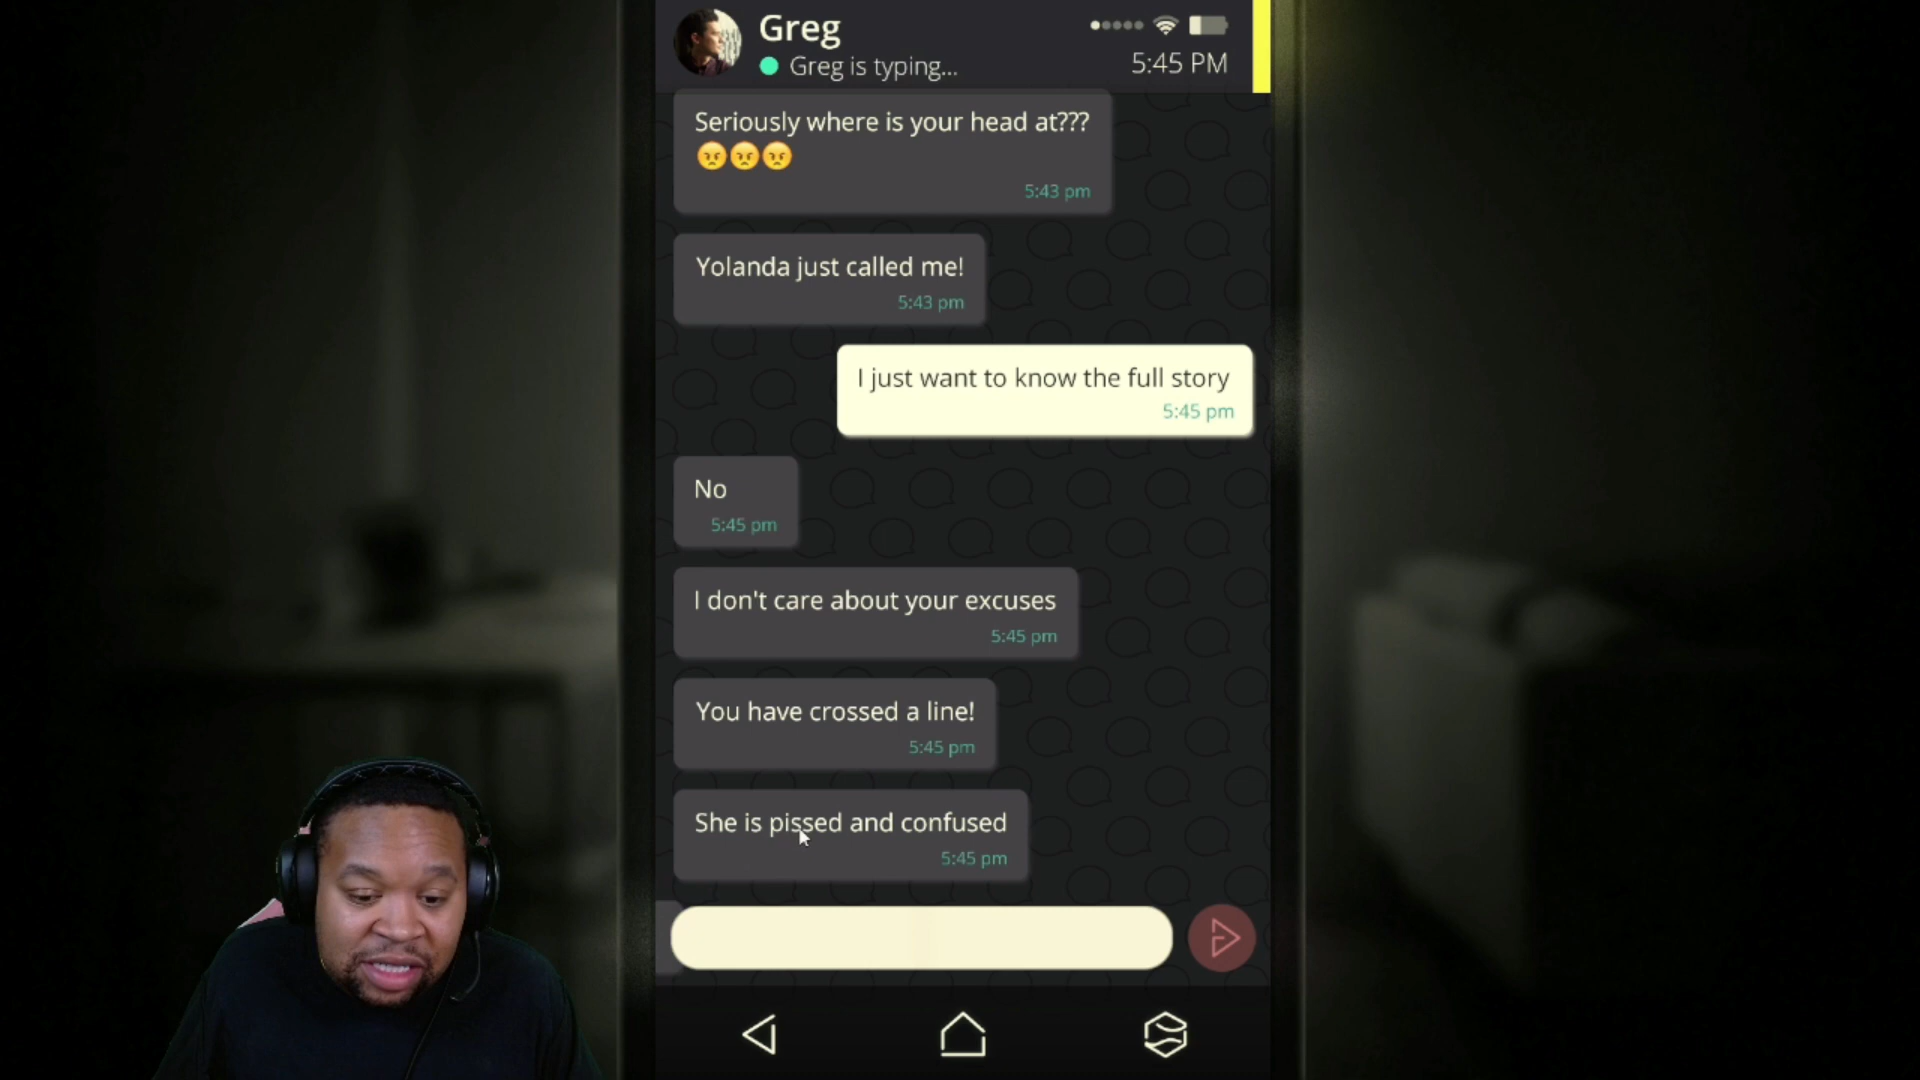 Greg
Greg is typing...
5:45 PM
Seriously where is your head at???
😠😠😠
5:43 pm
Yolanda just called me!
5:43 pm
I just want to know the full story
5:45 pm
No
5:45 pm
I don't care about your excuses
5:45 pm
You have crossed a line!
5:45 pm
She is pissed and confused
5:45 pm